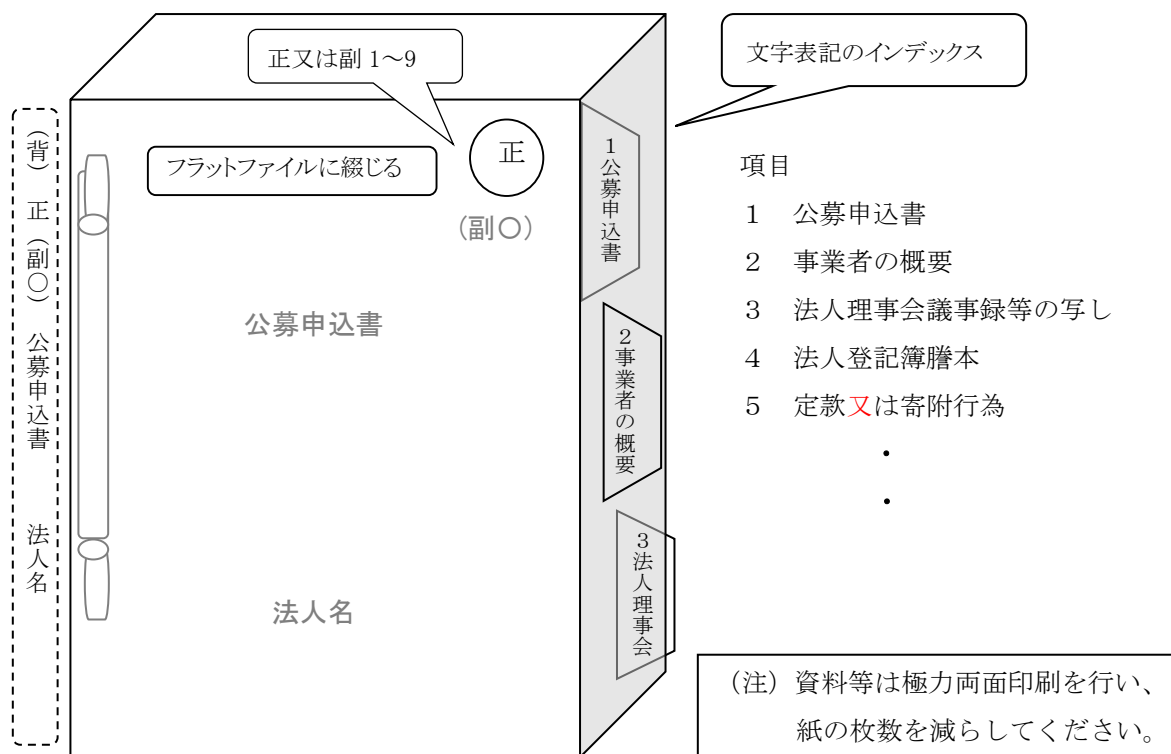 正又は副 1～9
文字表記のインデックス
（背） 正（副〇） 公募申込書 法人名
フラットファイルに綴じる
正
(副〇)
公募申込書
法人名
1公募申込書
2事業者の概要
3法人理事会
項目
1 公募申込書
2 事業者の概要
3 法人理事会議事録等の写し
4 法人登記簿謄本
5 定款又は寄附行為
・
・
（注）資料等は極力両面印刷を行い、
紙の枚数を減らしてください。